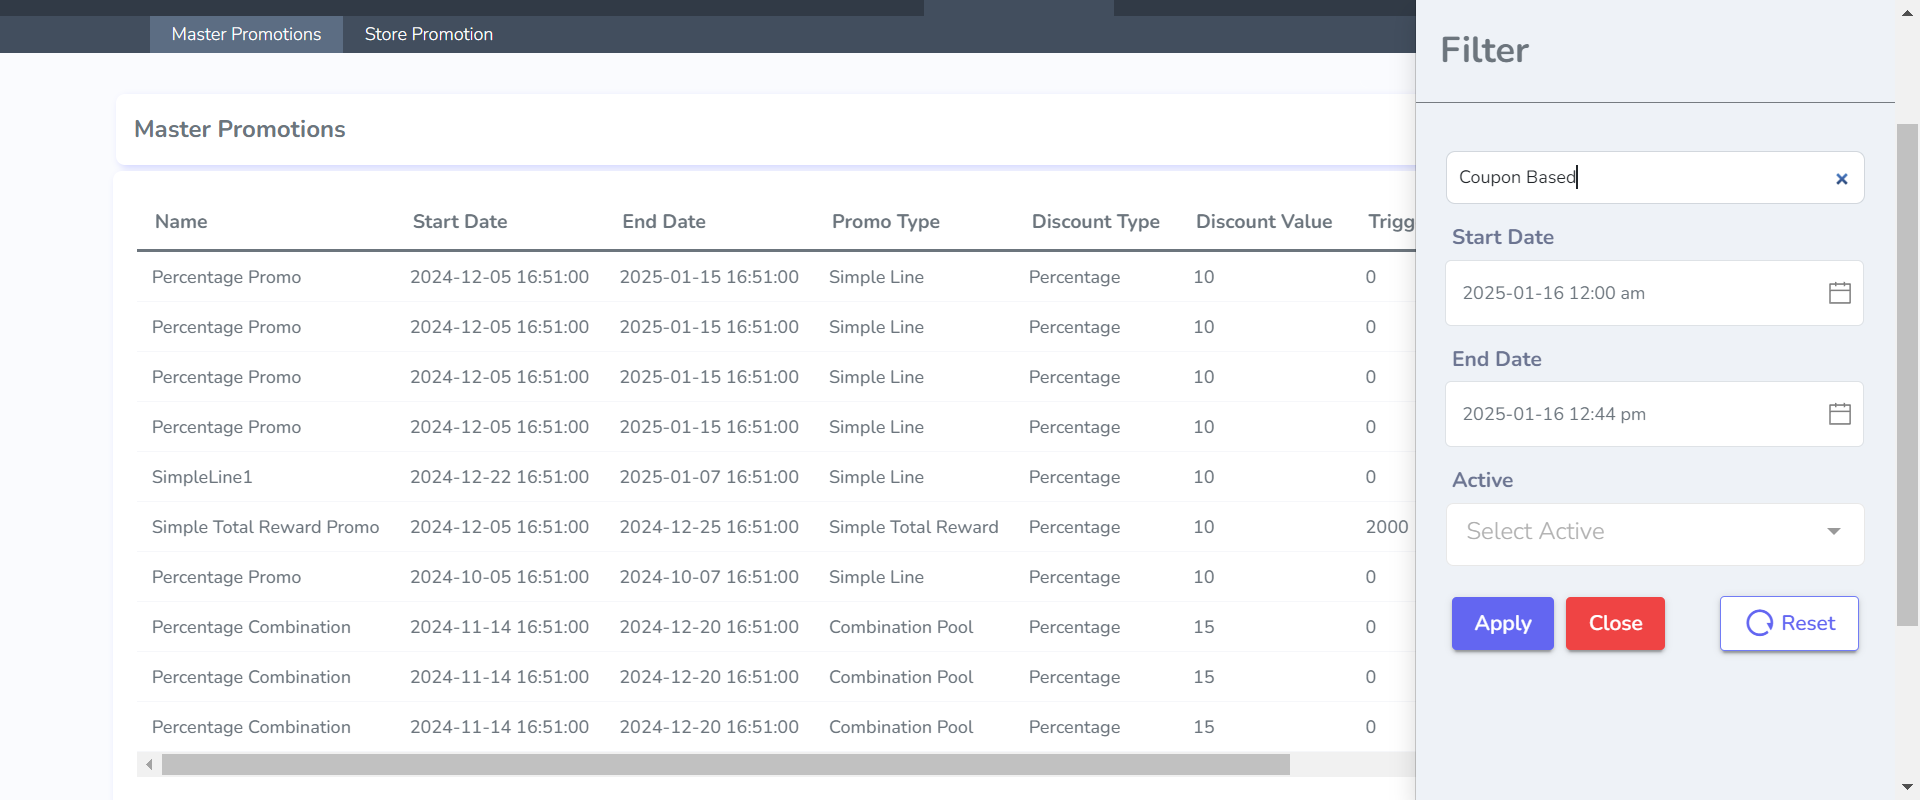 Master Promotions Store Promotion
Master Promotions
Name Start Date End Date Promo Type Discount Type Discount Value Trigg
Percentage Promo 2024-12-05 16:51:00 2025-01-15 16:51:00 Simple Line Percentage 10 0
Percentage Promo 2024-12-05 16:51:00 2025-01-15 16:51:00 Simple Line Percentage 10 0
Percentage Promo 2024-12-05 16:51:00 2025-01-15 16:51:00 Simple Line Percentage 10 0
Percentage Promo 2024-12-05 16:51:00 2025-01-15 16:51:00 Simple Line Percentage 10 0
SimpleLine1 2024-12-22 16:51:00 2025-01-07 16:51:00 Simple Line Percentage 10 0
Simple Total Reward Promo 2024-12-05 16:51:00 2024-12-25 16:51:00 Simple Total Reward Percentage 10 2000
Percentage Promo 2024-10-05 16:51:00 2024-10-07 16:51:00 Simple Line Percentage 10 0
Percentage Combination 2024-11-14 16:51:00 2024-12-20 16:51:00 Combination Pool Percentage 15 0
Percentage Combination 2024-11-14 16:51:00 2024-12-20 16:51:00 Combination Pool Percentage 15 0
Percentage Combination 2024-11-14 16:51:00 2024-12-20 16:51:00 Combination Pool Percentage 15 0
Filter
Coupon Based
Start Date
2025-01-16 12:00 am
End Date
2025-01-16 12:44 pm
Active
Select Active
Apply Close Reset